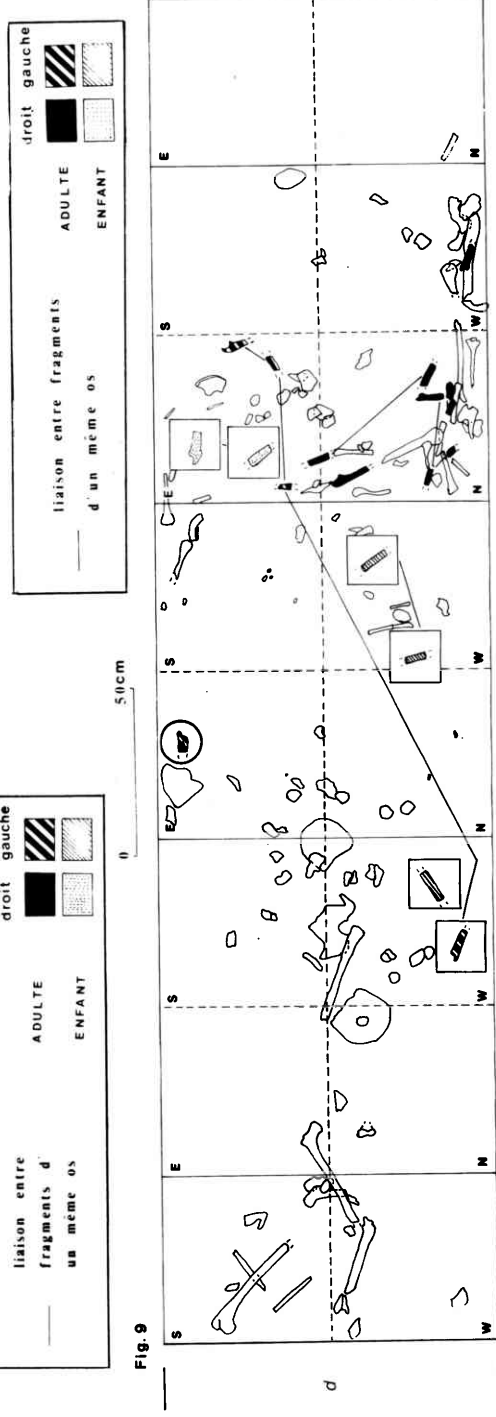 droit gauche
ADULTE
ENFANT
liaison entre
fragments d'
un même os
droit gauche
ADULTE
ENFANT
liaison entre fragments
d'un même os
0 50cm
Fig. 9
S E S E S E S E
d
W N W N W N W N